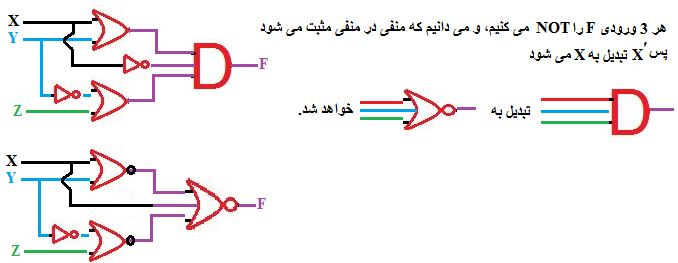 هر 3 ورودی F را NOT می کنیم، و می دانیم که منفی در منفی مثبت می شود
پس X′ تبدیل به X می شود
تبدیل به
خواهد شد.
X
Y
Z
F
X
Y
Z
F